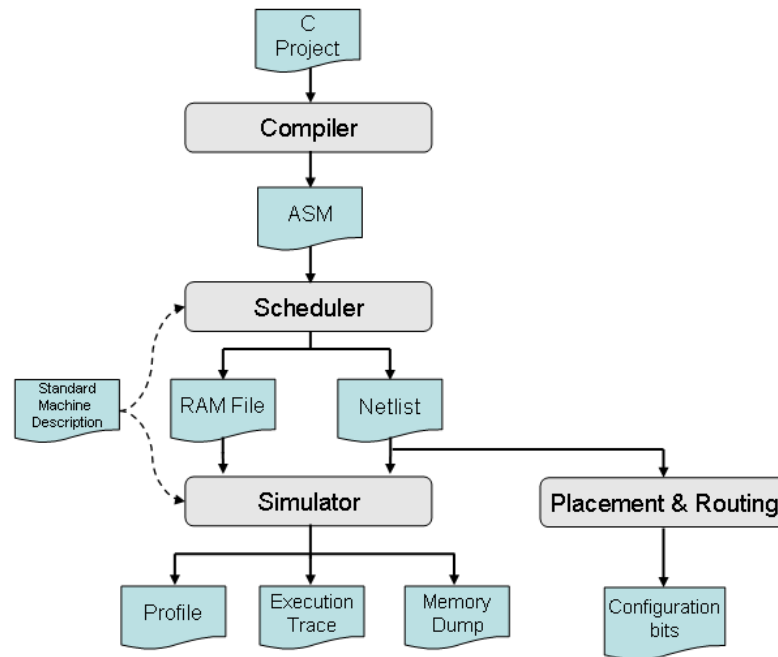 C
Project
Compiler
ASM
Scheduler
Standard
Machine
Description
RAM File
Netlist
Simulator
Placement & Routing
Profile
Execution
Trace
Memory
Dump
Configuration
bits